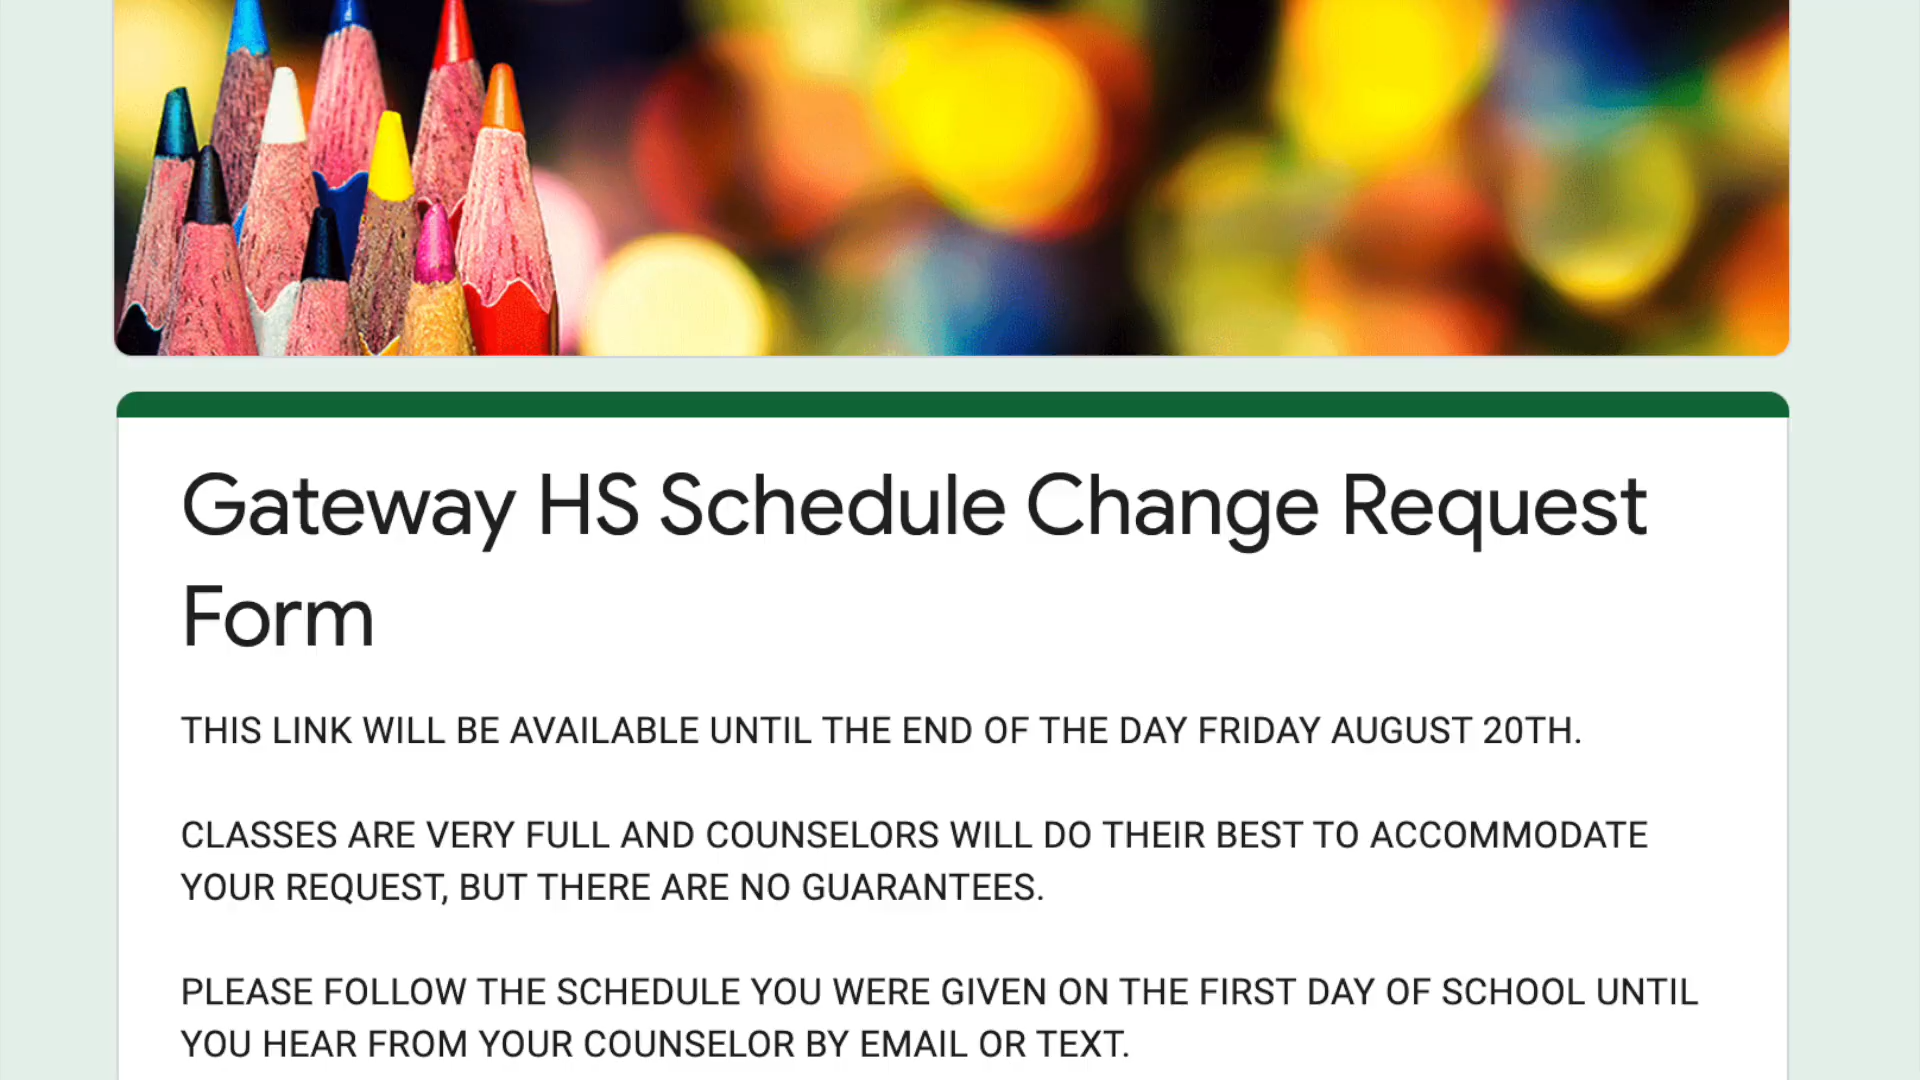 Gateway HS Schedule Change Request
Form
THIS LINK WILL BE AVAILABLE UNTIL THE END OF THE DAY FRIDAY AUGUST 20TH.
CLASSES ARE VERY FULL AND COUNSELORS WILL DO THEIR BEST TO ACCOMMODATE
YOUR REQUEST, BUT THERE ARE NO GUARANTEES.
PLEASE FOLLOW THE SCHEDULE YOU WERE GIVEN ON THE FIRST DAY OF SCHOOL UNTIL
YOU HEAR FROM YOUR COUNSELOR BY EMAIL OR TEXT.